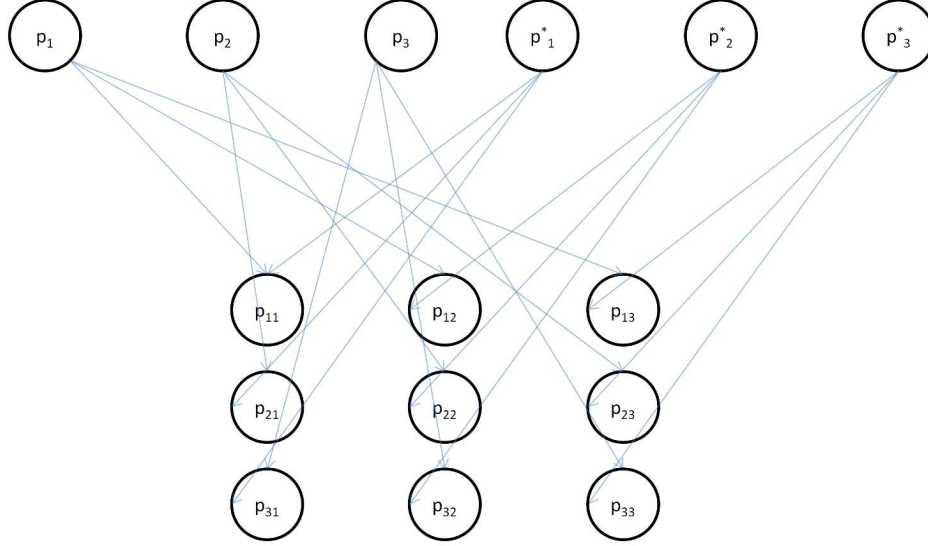 p₁ p₂ p₃ p*₁ p*₂ p*₃
p₁₁ p₁₂ p₁₃
p₂₁ p₂₂ p₂₃
p₃₁ p₃₂ p₃₃